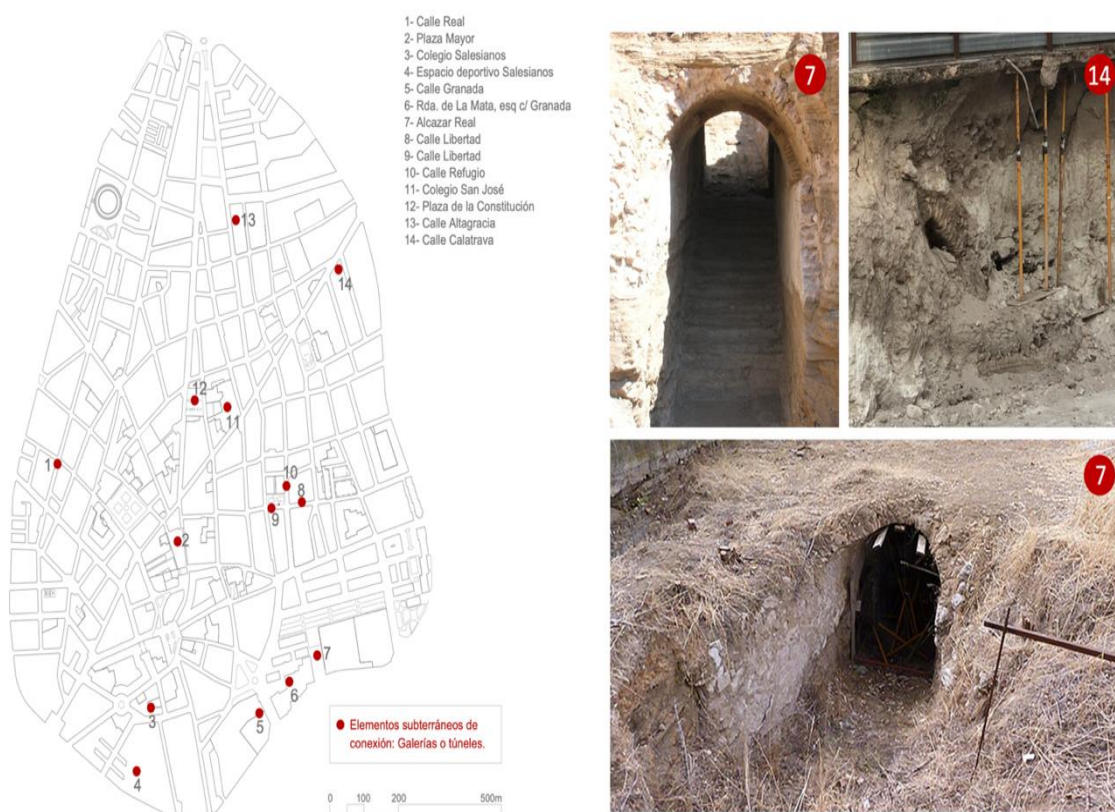 1- Calle Real
2- Plaza Mayor
3- Colegio Salesianos
4- Espacio deportivo Salesianos
5- Calle Granada
6- Rda. de La Mata, esq c/ Granada
7- Alcazar Real
8- Calle Libertad
9- Calle Libertad
10- Calle Refugio
11- Colegio San José
12- Plaza de la Constitución
13- Calle Altagracia
14- Calle Calatrava
13
14
12
11
1
10
8
9
2
7
6
3
5
4
Elementos subterráneos de
conexión: Galerías o túneles.
0 100 200 500m
7
14
7